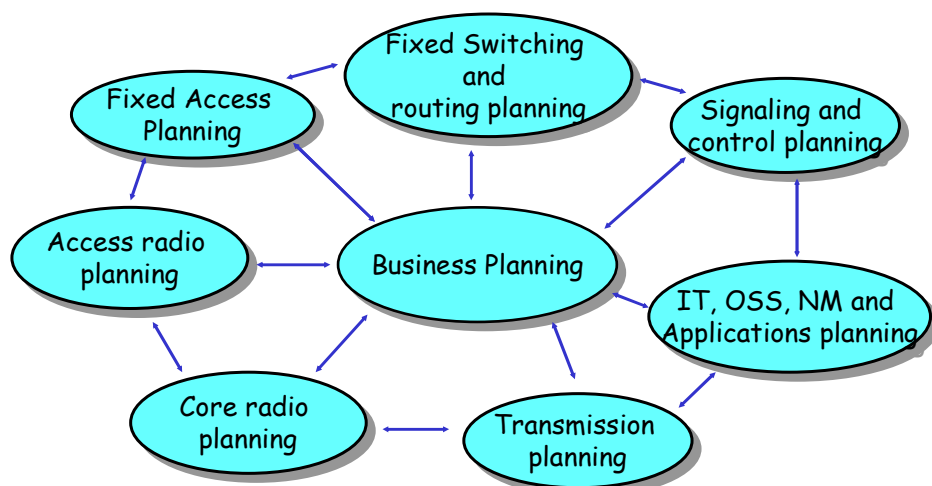 Fixed Switching
and
routing planning
Fixed Access
Planning
Signaling and
control planning
Access radio
planning
Business Planning
IT, OSS, NM and
Applications planning
Core radio
planning
Transmission
planning